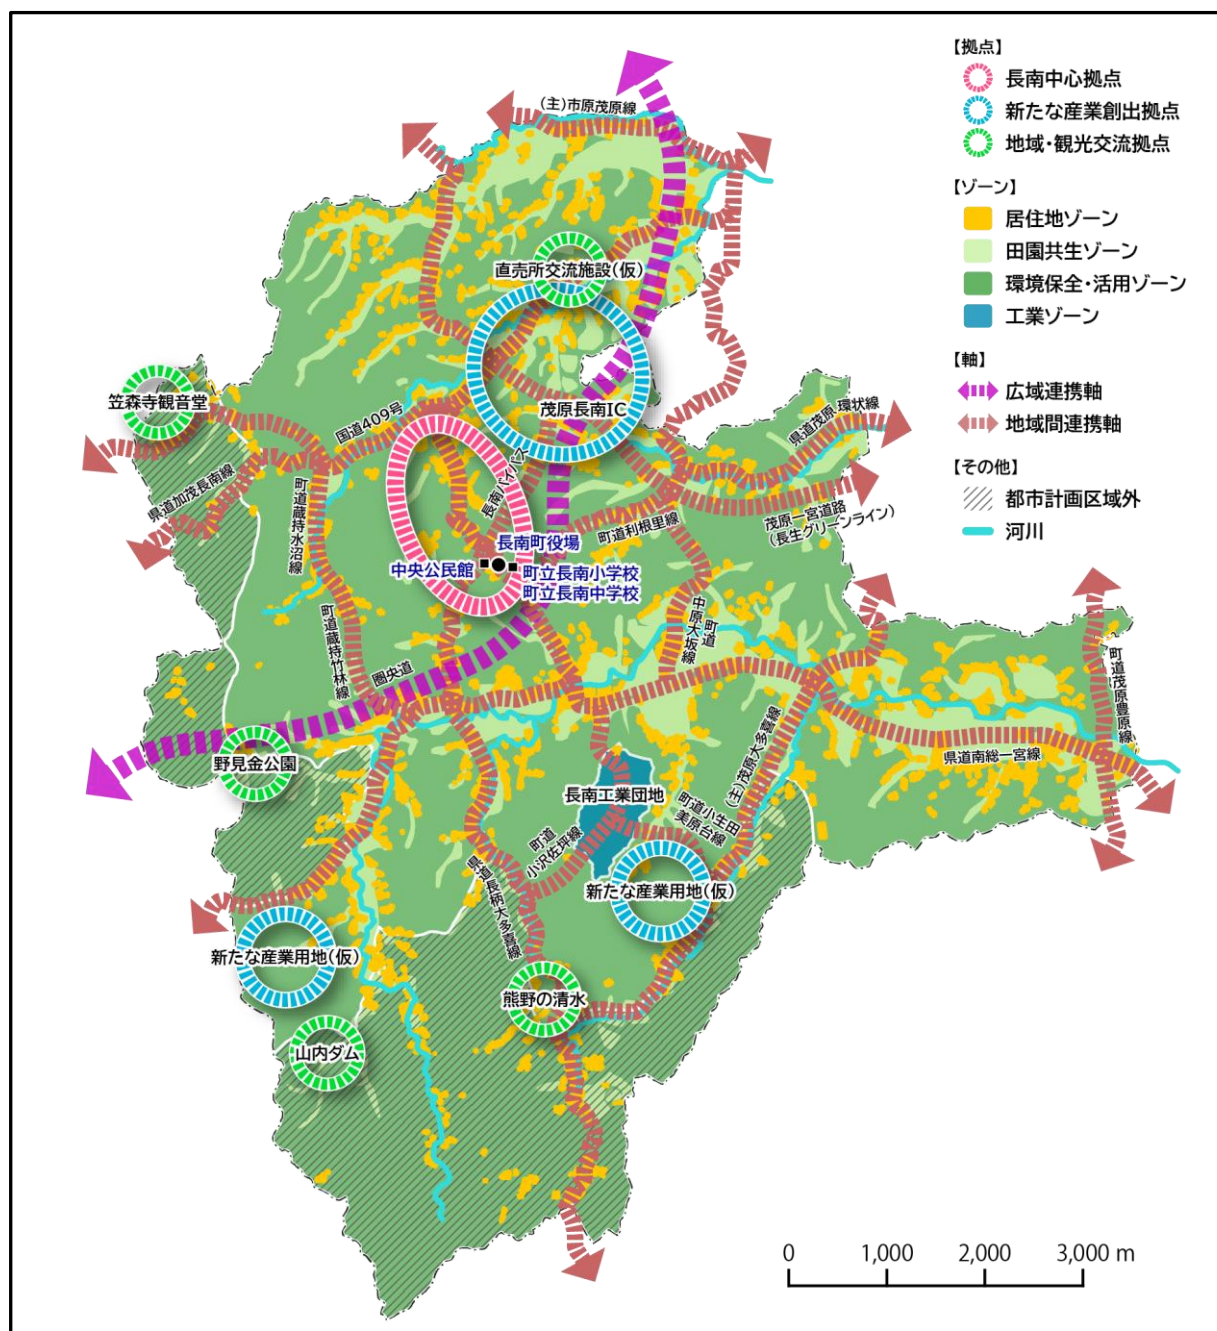 【拠点】
長南中心拠点
新たな産業創出拠点
地域・観光交流拠点
【ゾーン】
居住地ゾーン
田園共生ゾーン
環境保全・活用ゾーン
工業ゾーン
【軸】
広域連携軸
地域間連携軸
【その他】
都市計画区域外
河川
(主)市原茂原線
直売所交流施設(仮)
笠森寺観音堂
国道409号
茂原長南IC
県道茂原環状線
県道加茂長南線
町道蔵持水沼線
長南バイパス
町道利根里線
茂原一宮道路
(長生グリーンライン)
長南町役場
中央公民館
町立長南小学校
町立長南中学校
町道蔵持竹林線
圏央道
町道
中原大坂線
町道茂原豊原線
野見金公園
県道南総一宮線
(主)茂原大多喜線
長南工業団地
町道小生田
美原台線
町道
小沢佐坪線
県道長柄大多喜線
新たな産業用地(仮)
新たな産業用地(仮)
熊野の清水
山内ダム
0
1,000
2,000
3,000 m